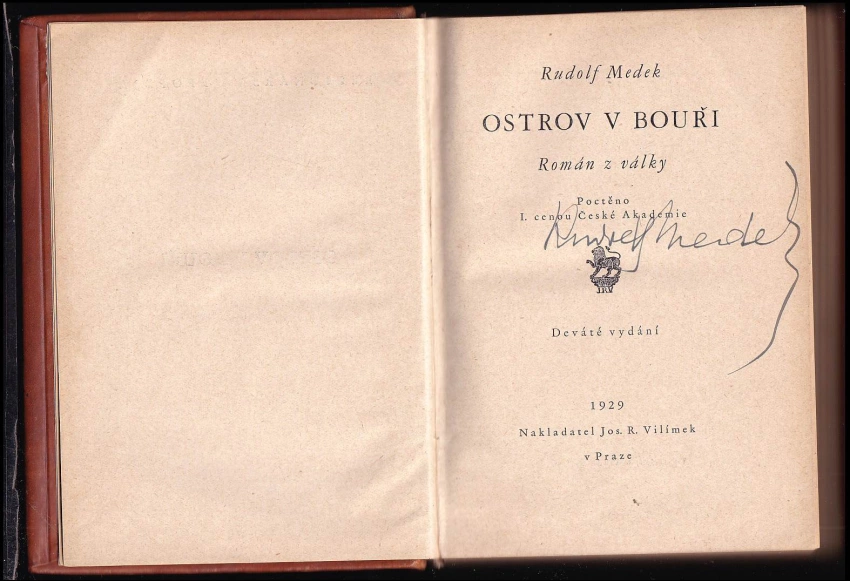 Rudolf Medek
OSTROV V BOUŘI
Román z války
Poctěno
I. cenou České Akademie
Rudolf Medek
JRV
Deváté vydání
1929
Nakladatel Jos. R. Vilímek
v Praze